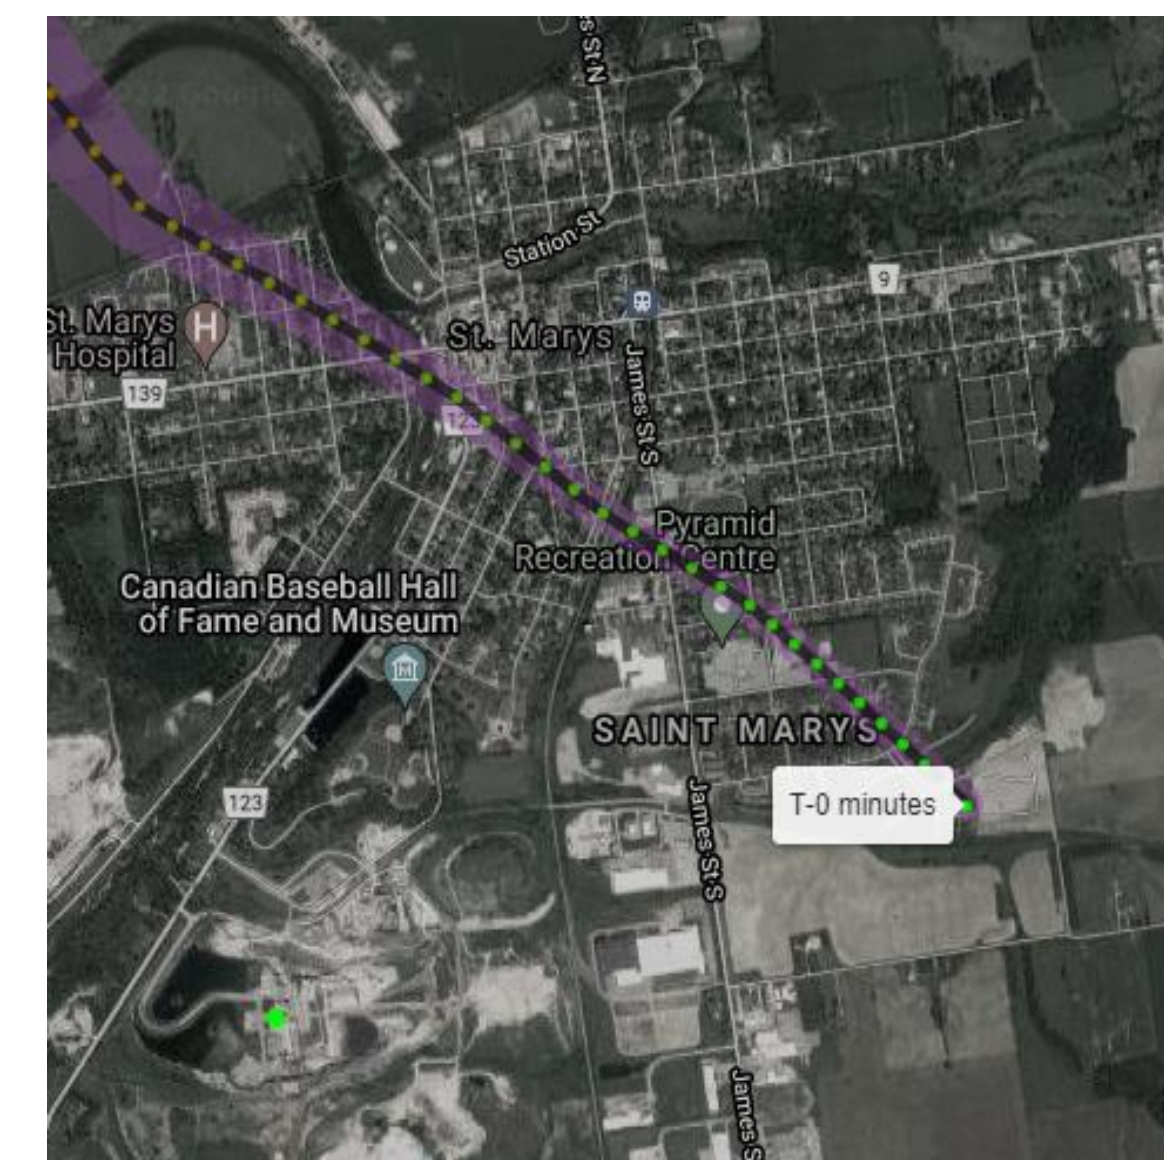 s St N
Station St
9
St. Marys
Hospital
H
St. Marys
139
James St S
123
Pyramid
Recreation Centre
Canadian Baseball Hall
of Fame and Museum
SAINT MARYS
T-0 minutes
123
James St S
James S